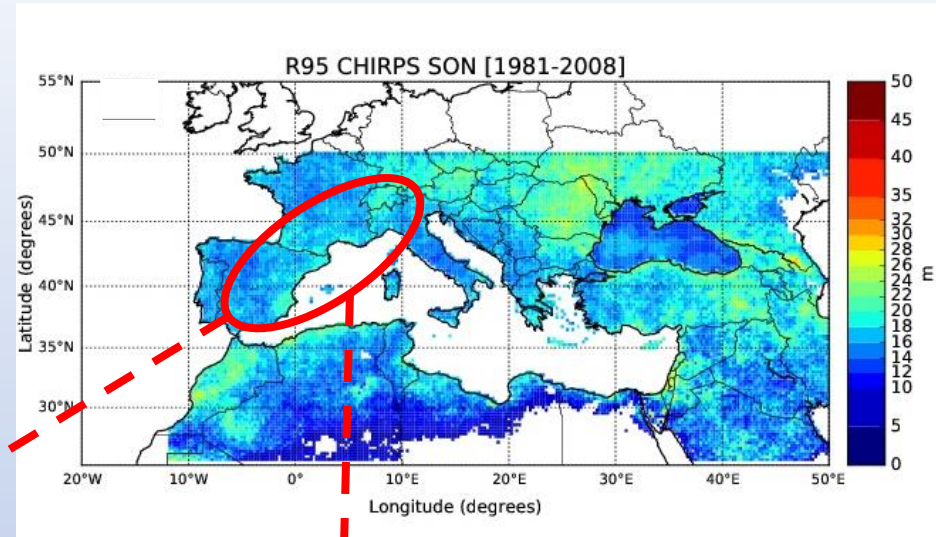 R95 CHIRPS SON [1981-2008]
55°N
50°N
45°N
40°N
35°N
30°N
Latitude (degrees)
20°W 10°W 0° 10°E 20°E 30°E 40°E 50°E
Longitude (degrees)
50
45
40
35
32
30
28
26
24
22
20
18
16
14
12
10
5
0
m